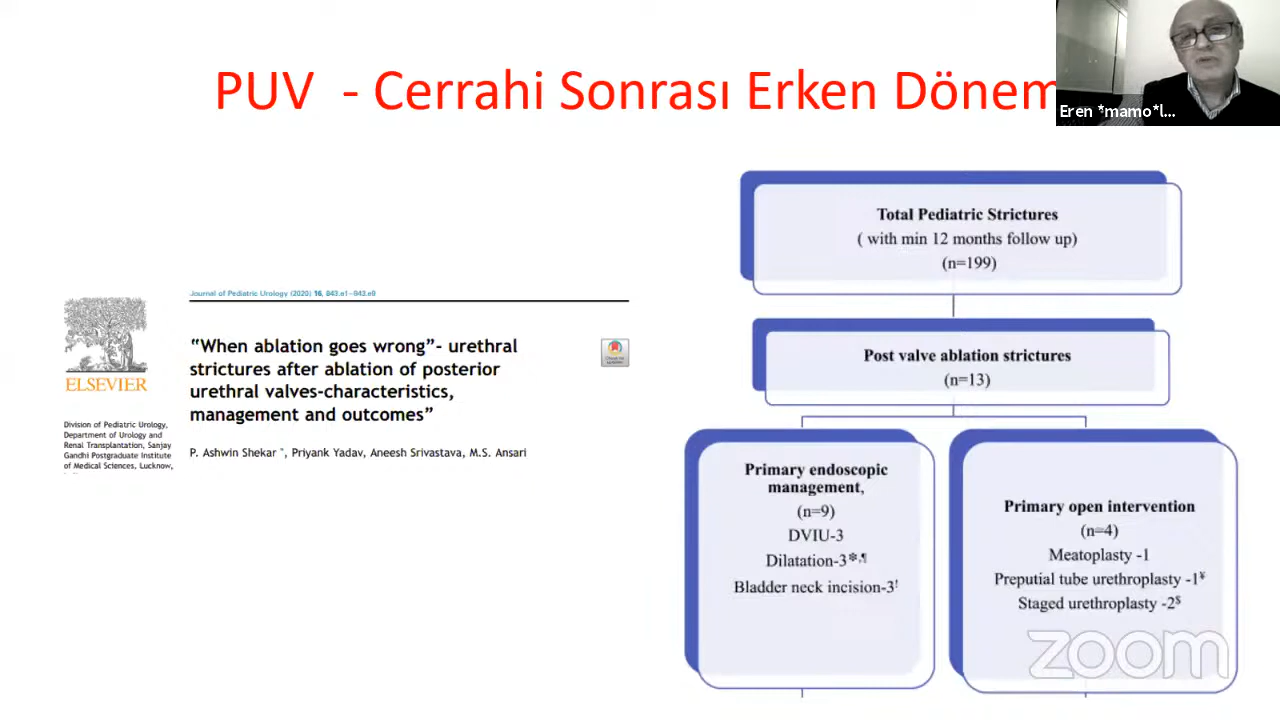 PUV - Cerrahi Sonrası Erken Dönem
Eren *mamo*l...
Journal of Pediatric Urology (2020) 16, 843.e1–843.e9
ELSEVIER
"When ablation goes wrong”- urethral
strictures after ablation of posterior
urethral valves-characteristics,
management and outcomes”
Division of Pediatric Urology,
Department of Urology and
Renal Transplantation, Sanjay
Gandhi Postgraduate Institute
of Medical Sciences, Lucknow,
P. Ashwin Shekar *, Priyank Yadav, Aneesh Srivastava, M.S. Ansari
Total Pediatric Strictures
( with min 12 months follow up)
(n=199)
Post valve ablation strictures
(n=13)
Primary endoscopic
management,
(n=9)
DVIU-3
Dilatation-3*,¶
Bladder neck incision-3!
Primary open intervention
(n=4)
Meatoplasty -1
Preputial tube urethroplasty -1¥
Staged urethroplasty -2$
zoom